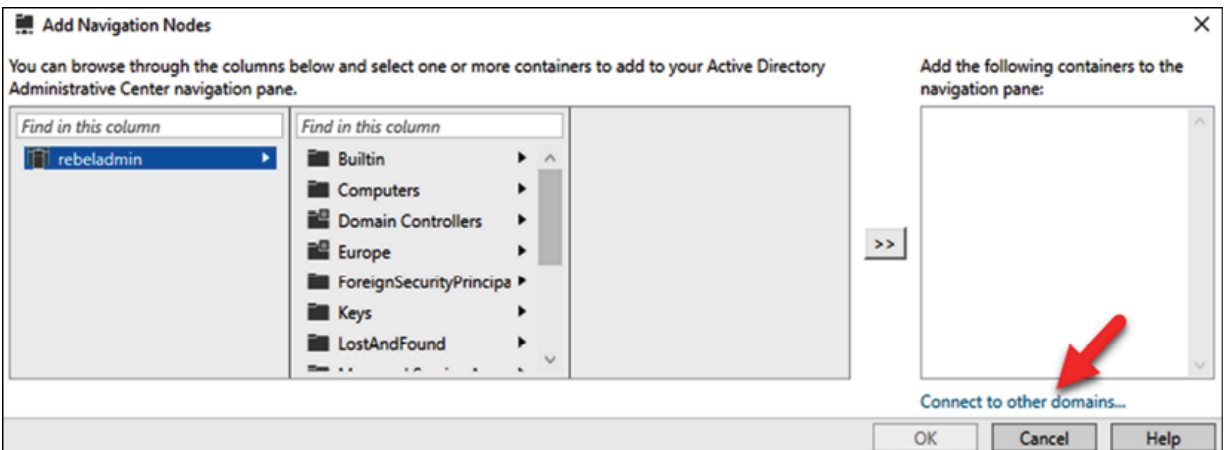 Add Navigation Nodes
You can browse through the columns below and select one or more containers to add to your Active Directory
Administrative Center navigation pane.
Add the following containers to the
navigation pane:
Find in this column
rebeladmin
Find in this column
Builtin
Computers
Domain Controllers
Europe
ForeignSecurityPrincipa
Keys
LostAndFound
>>
Connect to other domains...
OK
Cancel
Help